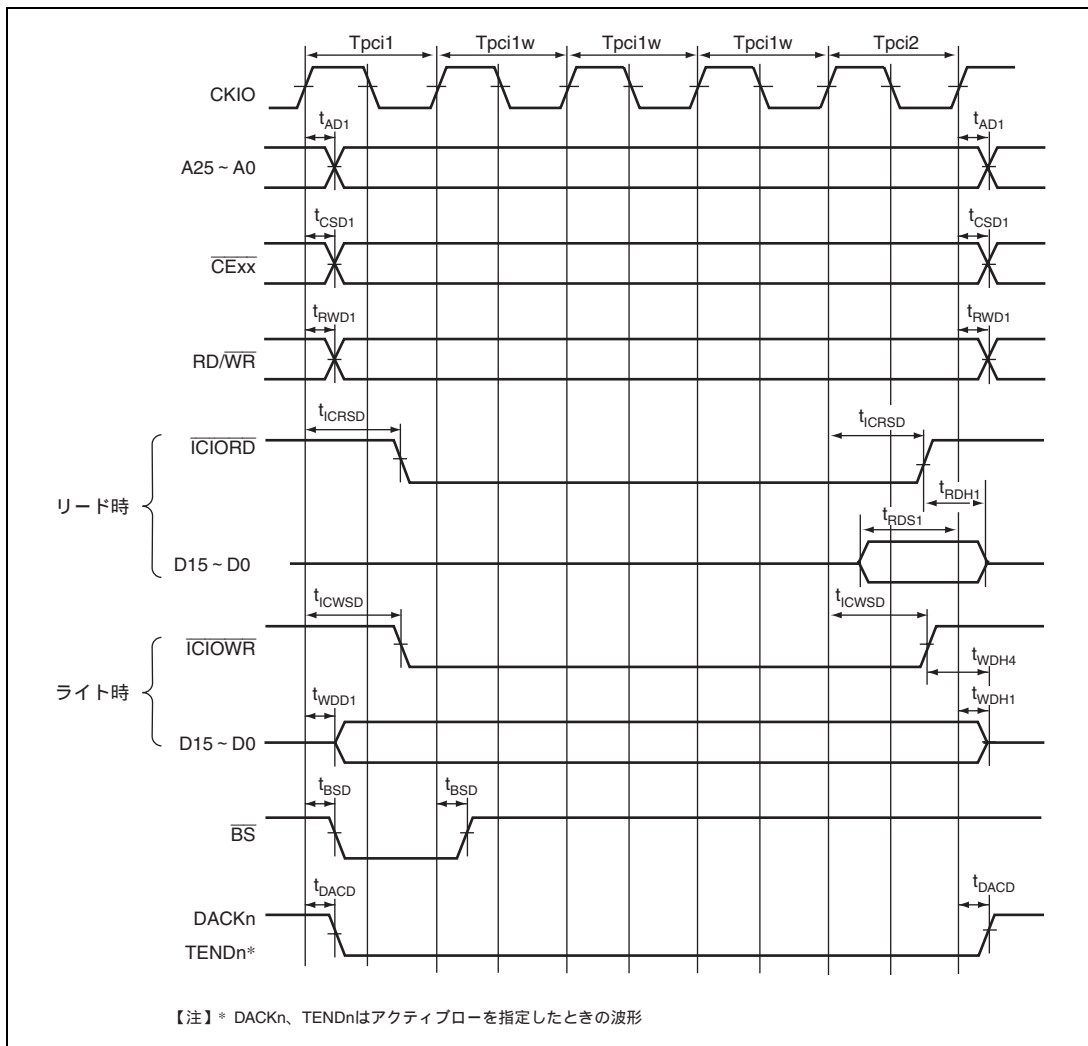 Tpci1 Tpci1w Tpci1w Tpci1w Tpci2
CKIO
tAD1 tAD1
A25 ~ A0
tCSD1 tCSD1
CExx
tRWD1 tRWD1
RD/WR
tICRSD tICRSD
ICIORD
tRDH1
リード時
tRDS1
D15 ~ D0
tICWSD tICWSD
ICIOWR
tWDH4
ライト時
tWDD1 tWDH1
D15 ~ D0
tBSD tBSD
BS
tDACD tDACD
DACKn
TENDn*
【注】* DACKn、TENDnはアクティブローを指定したときの波形